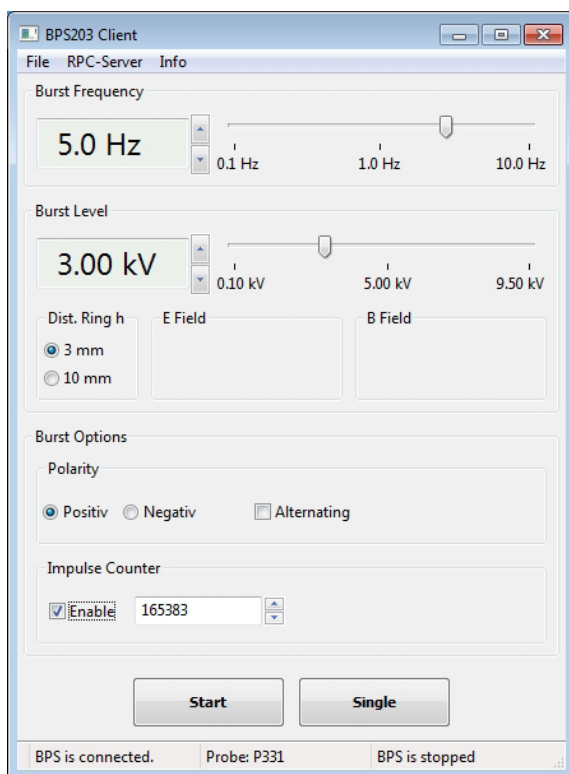 BPS203 Client
File RPC-Server Info
Burst Frequency
5.0 Hz
0.1 Hz 1.0 Hz 10.0 Hz
Burst Level
3.00 kV
0.10 kV 5.00 kV 9.50 kV
Dist. Ring h E Field B Field
3 mm
10 mm
Burst Options
Polarity
Positiv Negativ Alternating
Impulse Counter
Enable 165383
Start Single
BPS is connected. Probe: P331 BPS is stopped